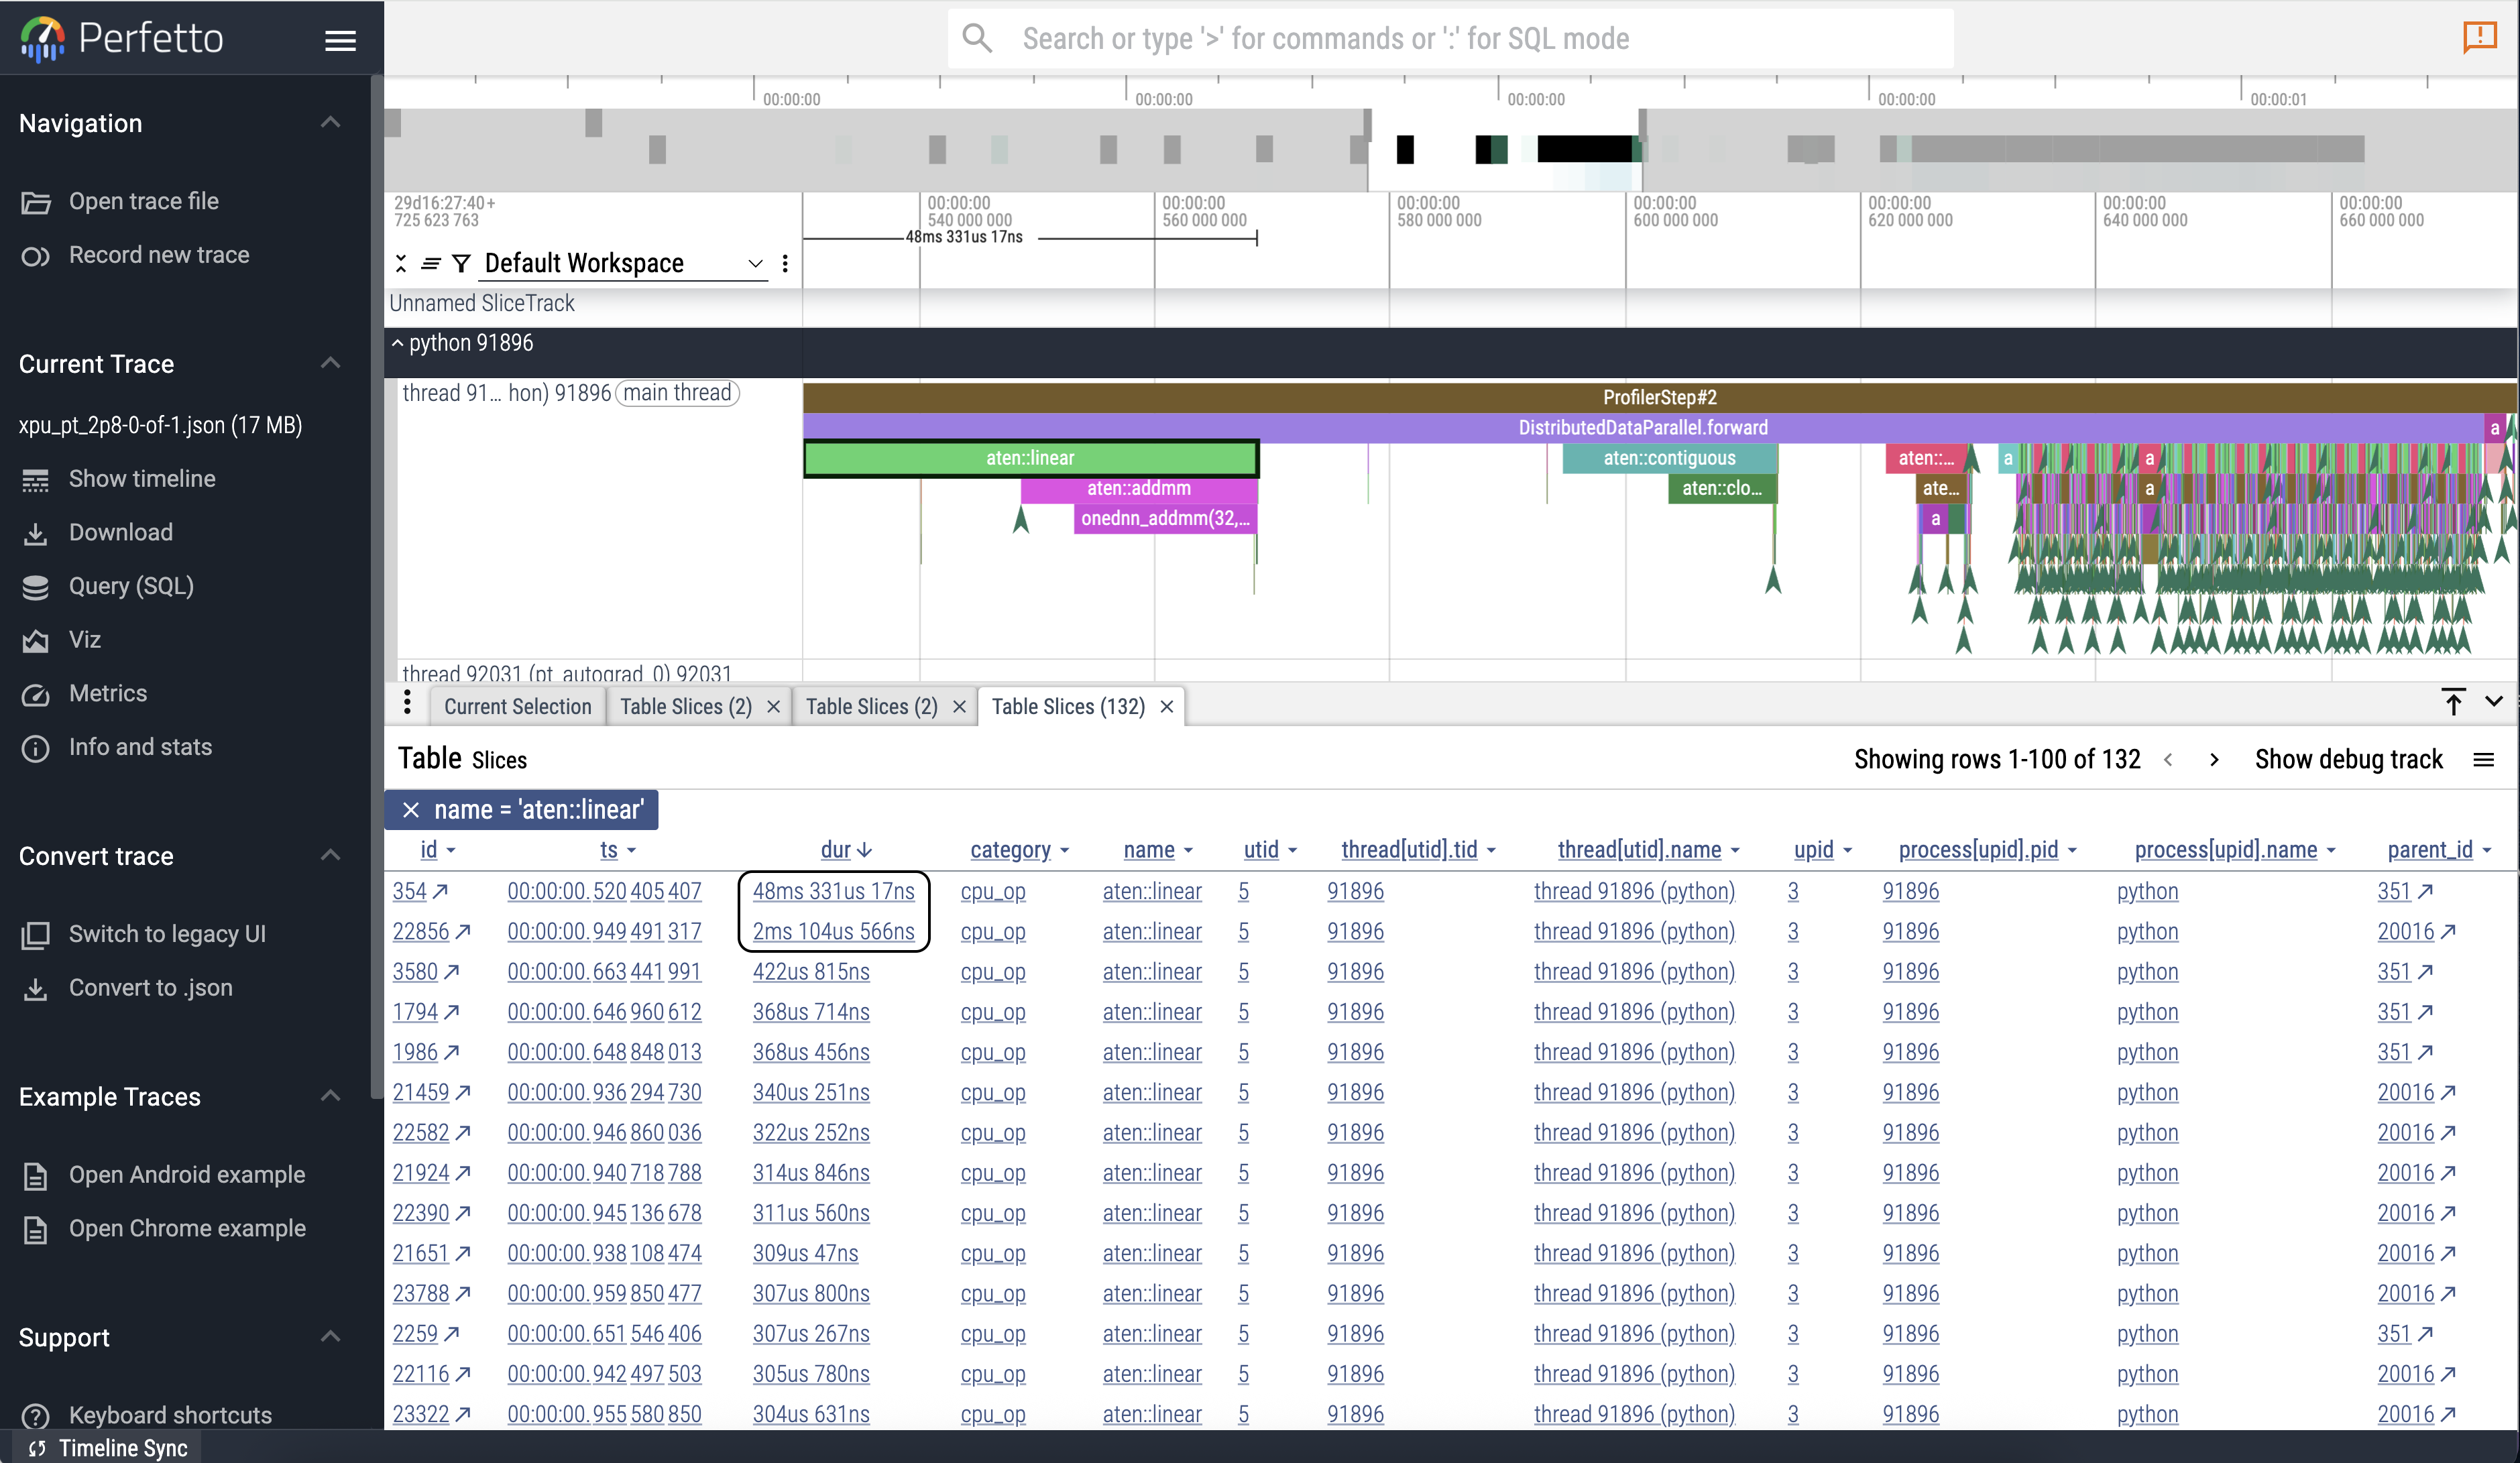 Perfetto
Search or type '>' for commands or ':' for SQL mode
Navigation
Open trace file
Record new trace
Current Trace
xpu_pt_2p8-0-of-1.json (17 MB)
Show timeline
Download
Query (SQL)
Viz
Metrics
Info and stats
Convert trace
Switch to legacy UI
Convert to .json
Example Traces
Open Android example
Open Chrome example
Support
Keyboard shortcuts
Timeline Sync
00:00:00 00:00:00 00:00:00 00:00:00 00:00:01
29d16:27:40+ 00:00:00 00:00:00 00:00:00 00:00:00 00:00:00 00:00:00 00:00:00
725 623 763 540 000 000 560 000 000 580 000 000 600 000 000 620 000 000 640 000 000 660 000 000
48ms 331us 17ns
Default Workspace
Unnamed SliceTrack
python 91896
thread 91... hon) 91896 main thread
ProfilerStep#2
DistributedDataParallel.forward a
aten::linear aten::contiguous aten::... a a
aten::addmm aten::clo... ate... a
onednn_addmm(32,... a
thread 92031 (pt_autograd_0) 92031
Current Selection Table Slices (2) Table Slices (2) Table Slices (132)
Table Slices Showing rows 1-100 of 132 Show debug track
name = 'aten::linear'
id ts dur category name utid thread[utid].tid thread[utid].name upid process[upid].pid process[upid].name parent_id
354 00:00:00.520 405 407 48ms 331us 17ns cpu_op aten::linear 5 91896 thread 91896 (python) 3 91896 python 351
22856 00:00:00.949 491 317 2ms 104us 566ns cpu_op aten::linear 5 91896 thread 91896 (python) 3 91896 python 20016
3580 00:00:00.663 441 991 422us 815ns cpu_op aten::linear 5 91896 thread 91896 (python) 3 91896 python 351
1794 00:00:00.646 960 612 368us 714ns cpu_op aten::linear 5 91896 thread 91896 (python) 3 91896 python 351
1986 00:00:00.648 848 013 368us 456ns cpu_op aten::linear 5 91896 thread 91896 (python) 3 91896 python 351
21459 00:00:00.936 294 730 340us 251ns cpu_op aten::linear 5 91896 thread 91896 (python) 3 91896 python 20016
22582 00:00:00.946 860 036 322us 252ns cpu_op aten::linear 5 91896 thread 91896 (python) 3 91896 python 20016
21924 00:00:00.940 718 788 314us 846ns cpu_op aten::linear 5 91896 thread 91896 (python) 3 91896 python 20016
22390 00:00:00.945 136 678 311us 560ns cpu_op aten::linear 5 91896 thread 91896 (python) 3 91896 python 20016
21651 00:00:00.938 108 474 309us 47ns cpu_op aten::linear 5 91896 thread 91896 (python) 3 91896 python 20016
23788 00:00:00.959 850 477 307us 800ns cpu_op aten::linear 5 91896 thread 91896 (python) 3 91896 python 20016
2259 00:00:00.651 546 406 307us 267ns cpu_op aten::linear 5 91896 thread 91896 (python) 3 91896 python 351
22116 00:00:00.942 497 503 305us 780ns cpu_op aten::linear 5 91896 thread 91896 (python) 3 91896 python 20016
23322 00:00:00.955 580 850 304us 631ns cpu_op aten::linear 5 91896 thread 91896 (python) 3 91896 python 20016